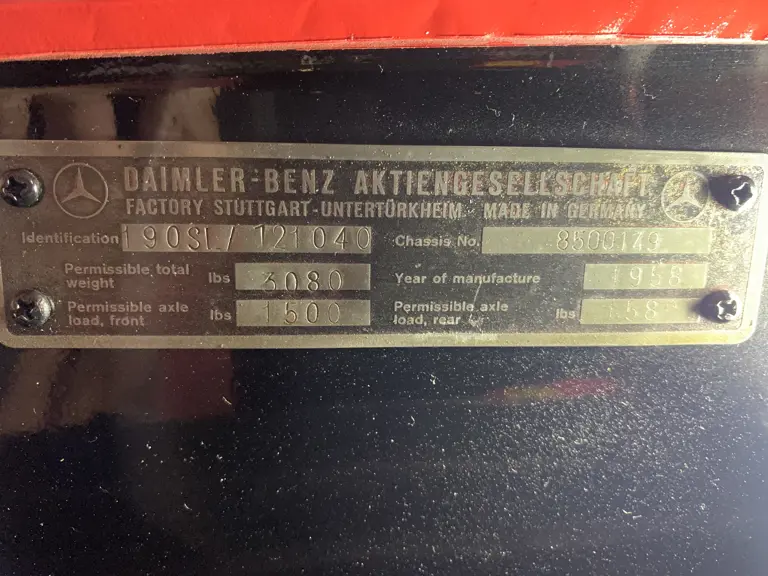 DAIMLER-BENZ AKTIENGESELLSCHAFT
FACTORY STUTTGART-UNTERTÜRKHEIM MADE IN GERMANY
Identification 190SL/ 121040 Chassis No. 8500149
Permissible total weight lbs 3080 Year of manufacture 1958
Permissible axle load, front lbs 1500 Permissible axle load, rear lbs